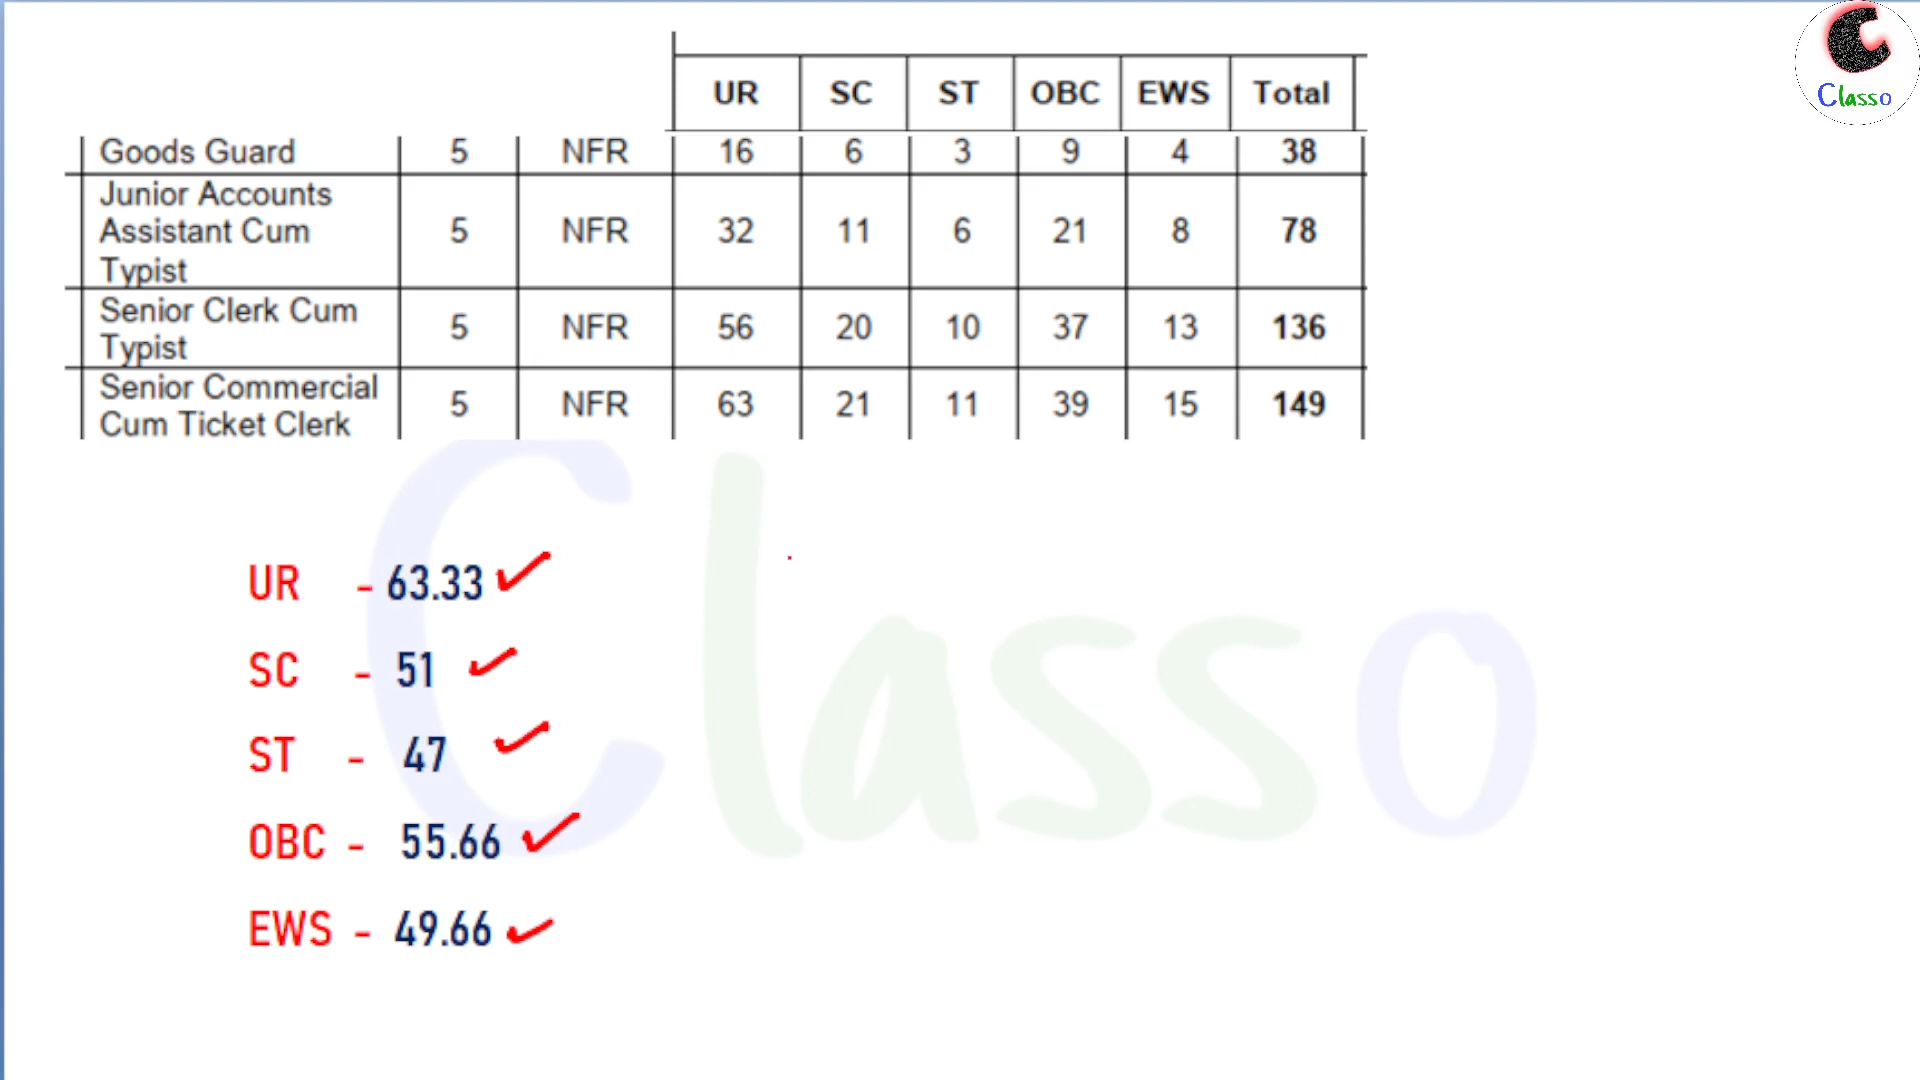 UR SC ST OBC EWS Total
Goods Guard 5 NFR 16 6 3 9 4 38
Junior Accounts
Assistant Cum 5 NFR 32 11 6 21 8 78
Typist
Senior Clerk Cum
Typist 5 NFR 56 20 10 37 13 136
Senior Commercial
Cum Ticket Clerk 5 NFR 63 21 11 39 15 149
UR - 63.33
SC - 51
ST - 47
OBC - 55.66
EWS - 49.66
Classo
Classo